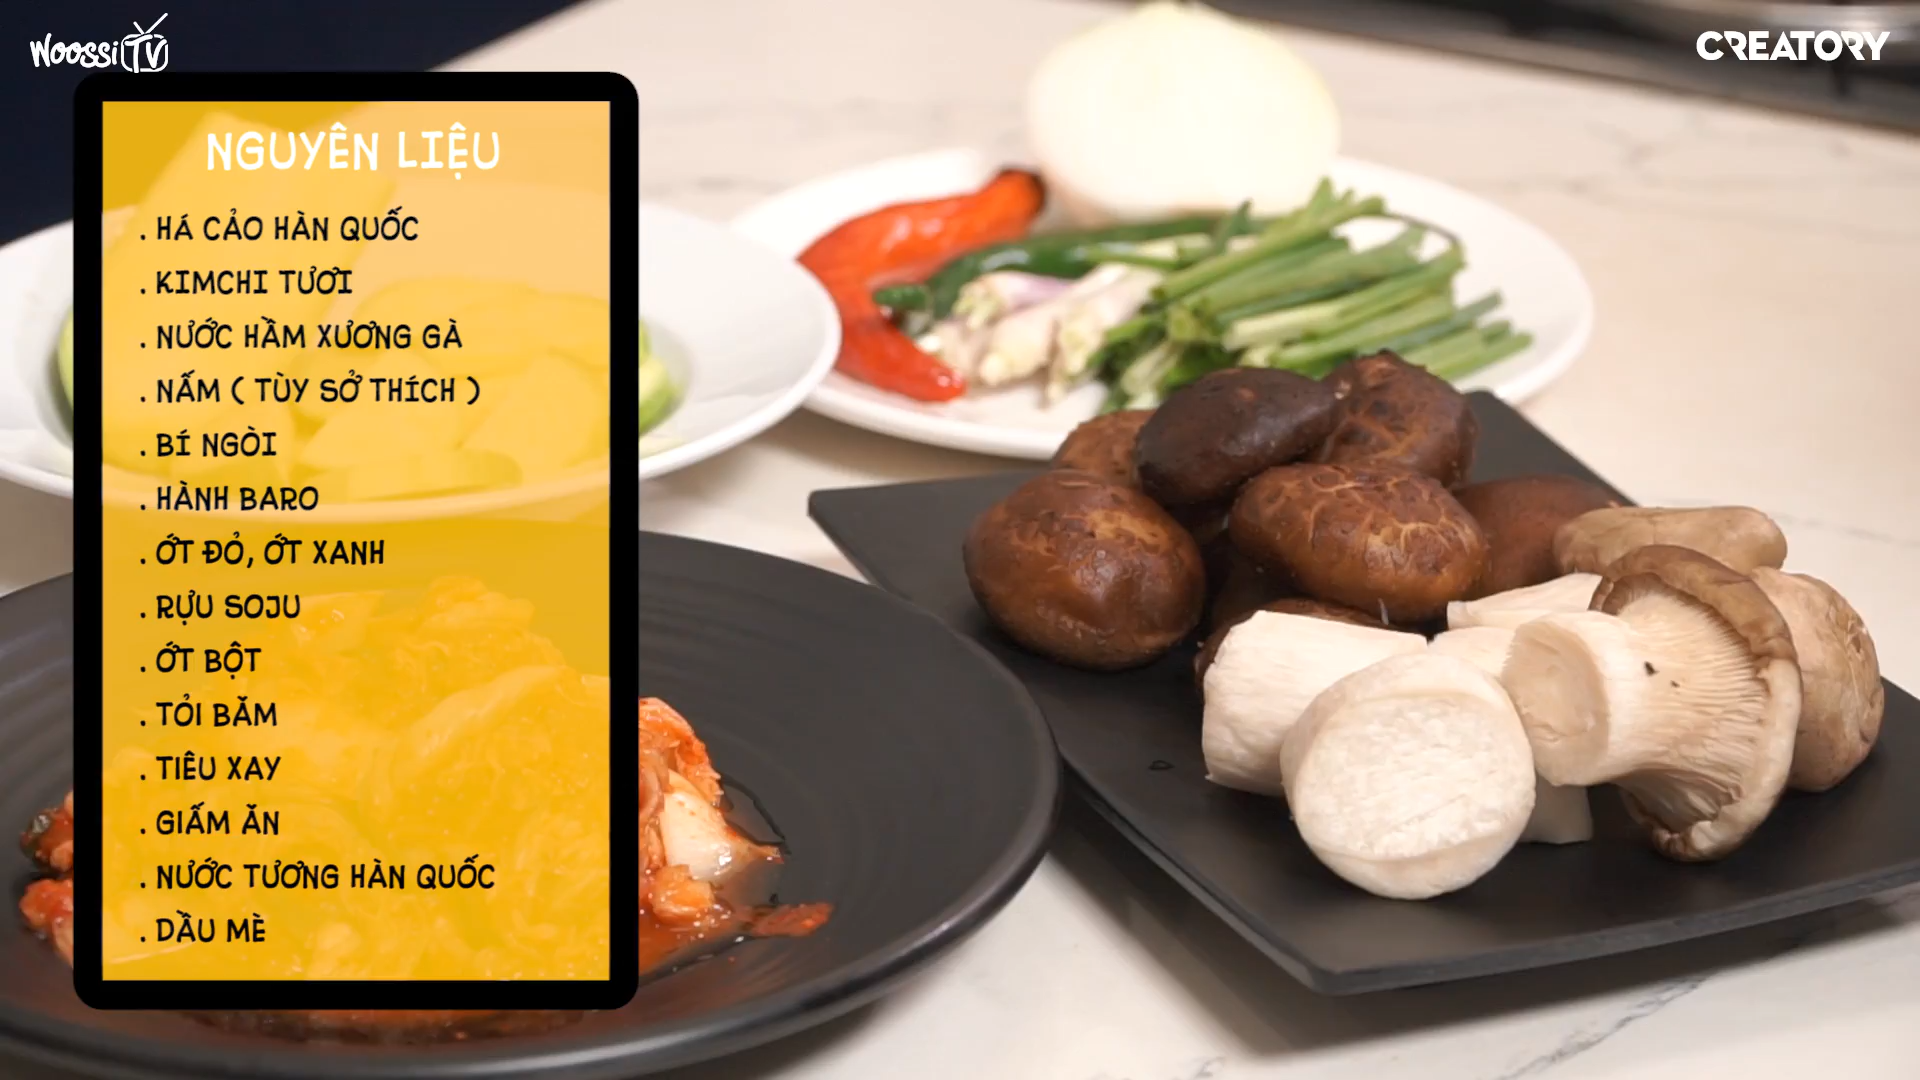 Woossi TV
CREATORY
NGUYÊN LIỆU
. HÁ CẢO HÀN QUỐC
. KIMCHI TƯƠI
. NƯỚC HẦM XƯƠNG GÀ
. NẤM ( TÙY SỞ THÍCH )
. BÍ NGÒI
. HÀNH BARO
. ỚT ĐỎ, ỚT XANH
. RỰU SOJU
. ỚT BỘT
. TỎI BĂM
. TIÊU XAY
. GIẤM ĂN
. NƯỚC TƯƠNG HÀN QUỐC
. DẦU MÈ